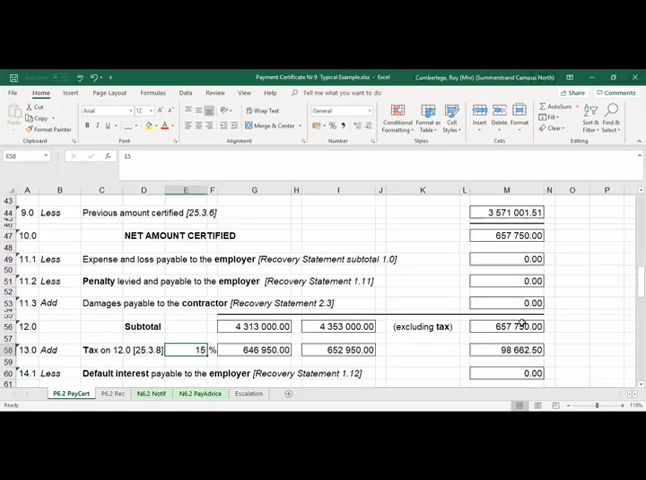 Payment Certificate Nr 9 Typical Example.xlsx - Excel
Cumberlege, Roy (Mnr) (Summerstrand Campus North)
File Home Insert Page Layout Formulas Data Review View Help Tell me what you want to do
Share Comments
Cut
Copy
Format Painter
Arial 12
Wrap Text
Merge & Center
General
Conditional Formatting Format as Table Cell Styles
Insert Delete Format
AutoSum
Fill
Clear
Sort & Filter Find & Select
Clipboard Font Alignment Number Styles Cells Editing
E58 15
A B C D E F G H I J K L M N O P
43
44 9.0 Less Previous amount certified [25.3.6] 3 571 001.51
47 10.0 NET AMOUNT CERTIFIED 657 750.00
48
49 11.1 Less Expense and loss payable to the employer [Recovery Statement subtotal 1.0] 0.00
50
51 11.2 Less Penalty levied and payable to the employer [Recovery Statement 1.11] 0.00
53 11.3 Add Damages payable to the contractor [Recovery Statement 2.3] 0.00
56 12.0 Subtotal 4 313 000.00 4 353 000.00 (excluding tax) 657 750.00
57
58 13.0 Add Tax on 12.0 [25.3.8] 15 % 646 950.00 652 950.00 98 662.50
60 14.1 Less Default interest payable to the employer [Recovery Statement 1.12] 0.00
61
P6.2 PayCert P6.2 Rec N6.2 Notif N6.2 PayAdvice Escalation
Ready
118%